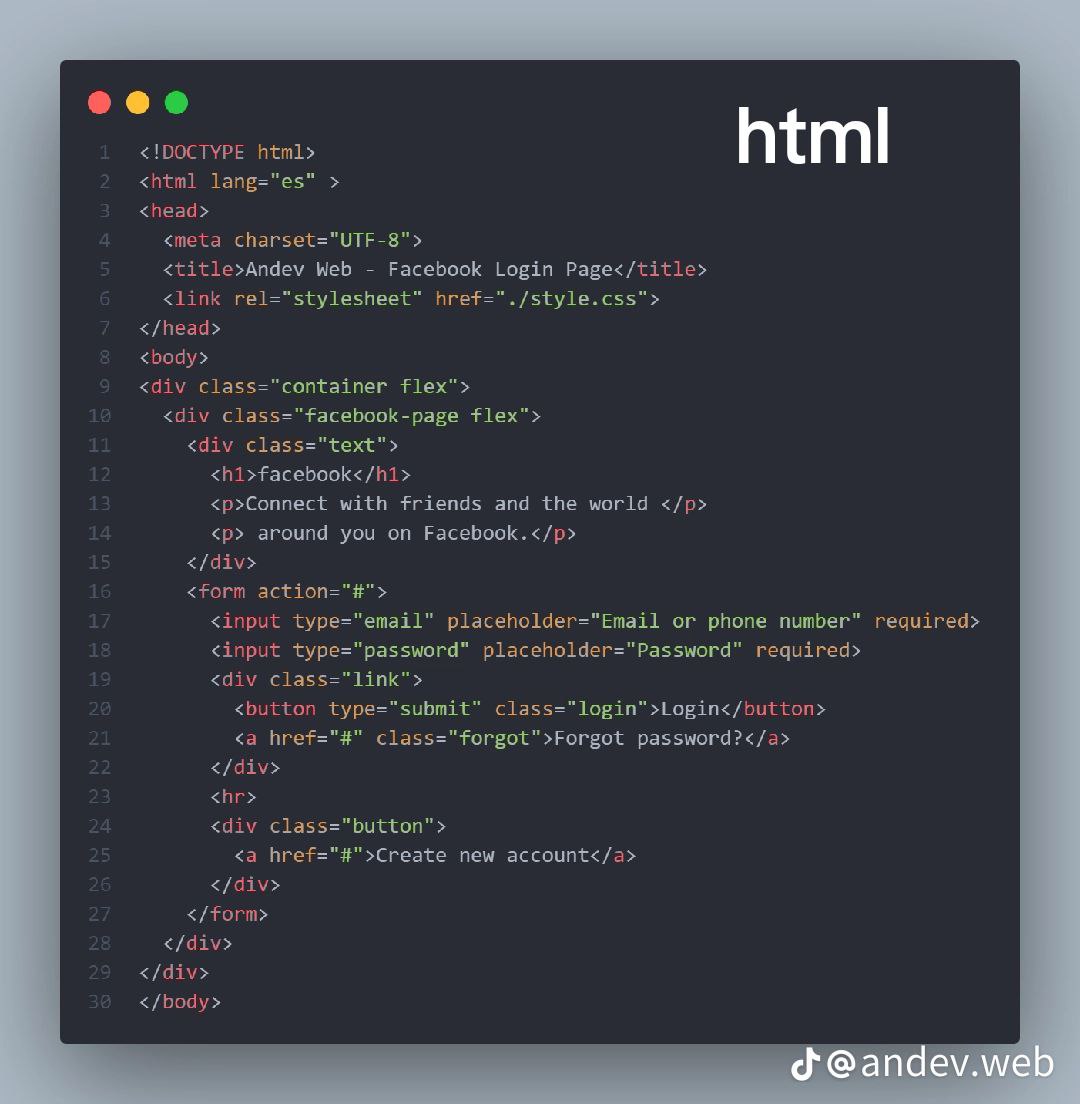 html
1 <!DOCTYPE html>
2 <html lang="es" >
3 <head>
4   <meta charset="UTF-8">
5   <title>Andev Web - Facebook Login Page</title>
6   <link rel="stylesheet" href="./style.css">
7 </head>
8 <body>
9 <div class="container flex">
10   <div class="facebook-page flex">
11     <div class="text">
12       <h1>facebook</h1>
13       <p>Connect with friends and the world </p>
14       <p> around you on Facebook.</p>
15     </div>
16     <form action="#">
17       <input type="email" placeholder="Email or phone number" required>
18       <input type="password" placeholder="Password" required>
19       <div class="link">
20         <button type="submit" class="login">Login</button>
21         <a href="#" class="forgot">Forgot password?</a>
22       </div>
23       <hr>
24       <div class="button">
25         <a href="#">Create new account</a>
26       </div>
27     </form>
28   </div>
29 </div>
30 </body>
@andev.web